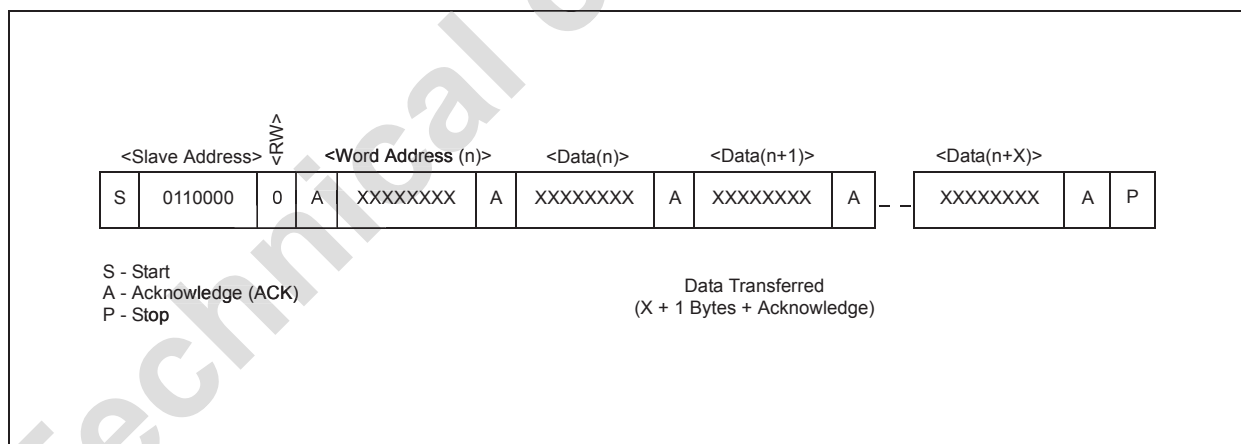 Technical
<Slave Address> <RW> <Word Address (n)> <Data(n)> <Data(n+1)> <Data(n+X)>
S 0110000 0 A XXXXXXXX A XXXXXXXX A XXXXXXXX A XXXXXXXX A P
S - Start
A - Acknowledge (ACK)
P - Stop
Data Transferred
(X + 1 Bytes + Acknowledge)